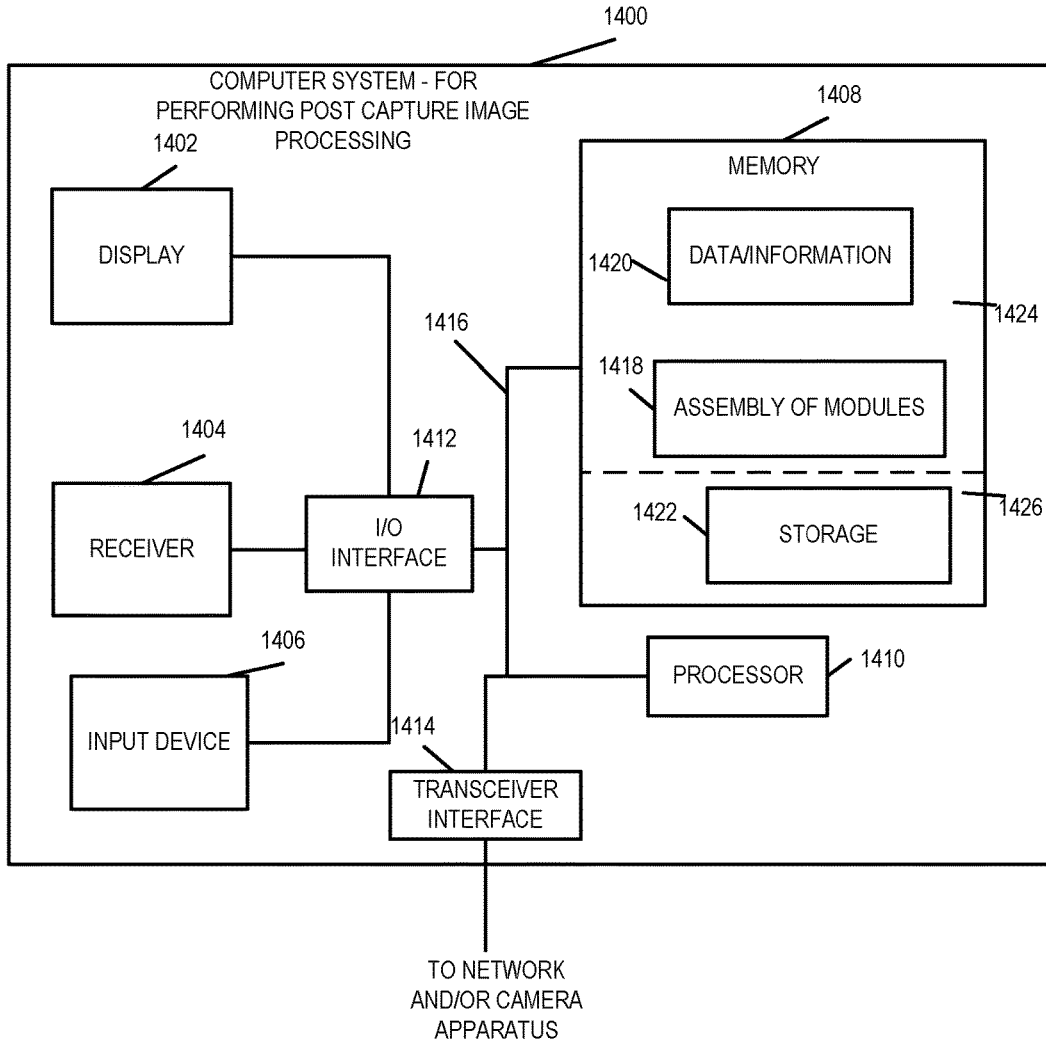 1400
COMPUTER SYSTEM - FOR
PERFORMING POST CAPTURE IMAGE
PROCESSING
1402
DISPLAY
1408
MEMORY
1420
DATA/INFORMATION
1424
1416
1418
ASSEMBLY OF MODULES
1404
RECEIVER
1412
I/O
INTERFACE
1426
1422
STORAGE
1406
INPUT DEVICE
PROCESSOR
1410
1414
TRANSCEIVER
INTERFACE
TO NETWORK
AND/OR CAMERA
APPARATUS